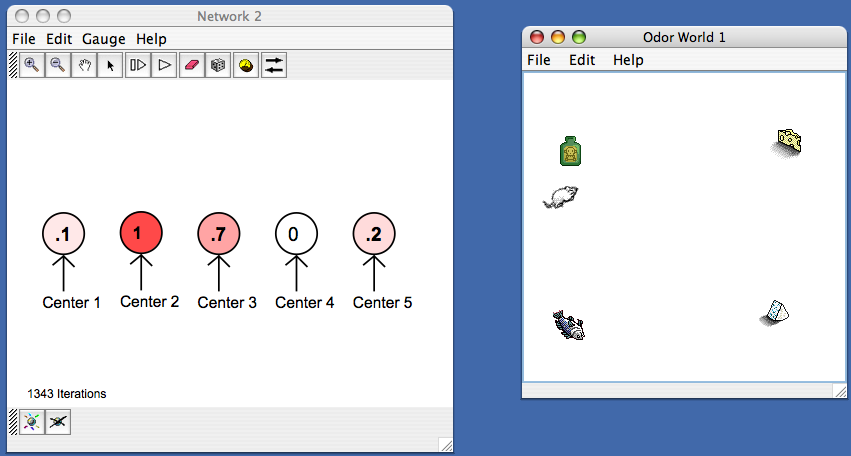 Network 2
File Edit Gauge Help
.1 1 .7 0 .2
Center 1 Center 2 Center 3 Center 4 Center 5
1343 Iterations
Odor World 1
File Edit Help